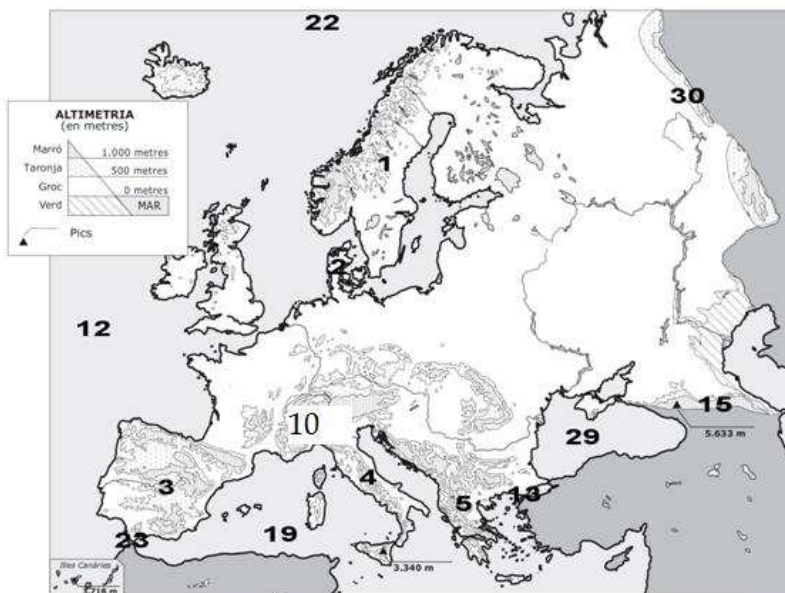 22
30
ALTIMETRIA
(en metres)
Marró 1.000 metres
Taronja 500 metres
Groc 0 metres
Verd MAR
Pics
1
2
12
10
15
5.633 m
29
3
4
5
13
23
19
3.340 m
Illes Canàries